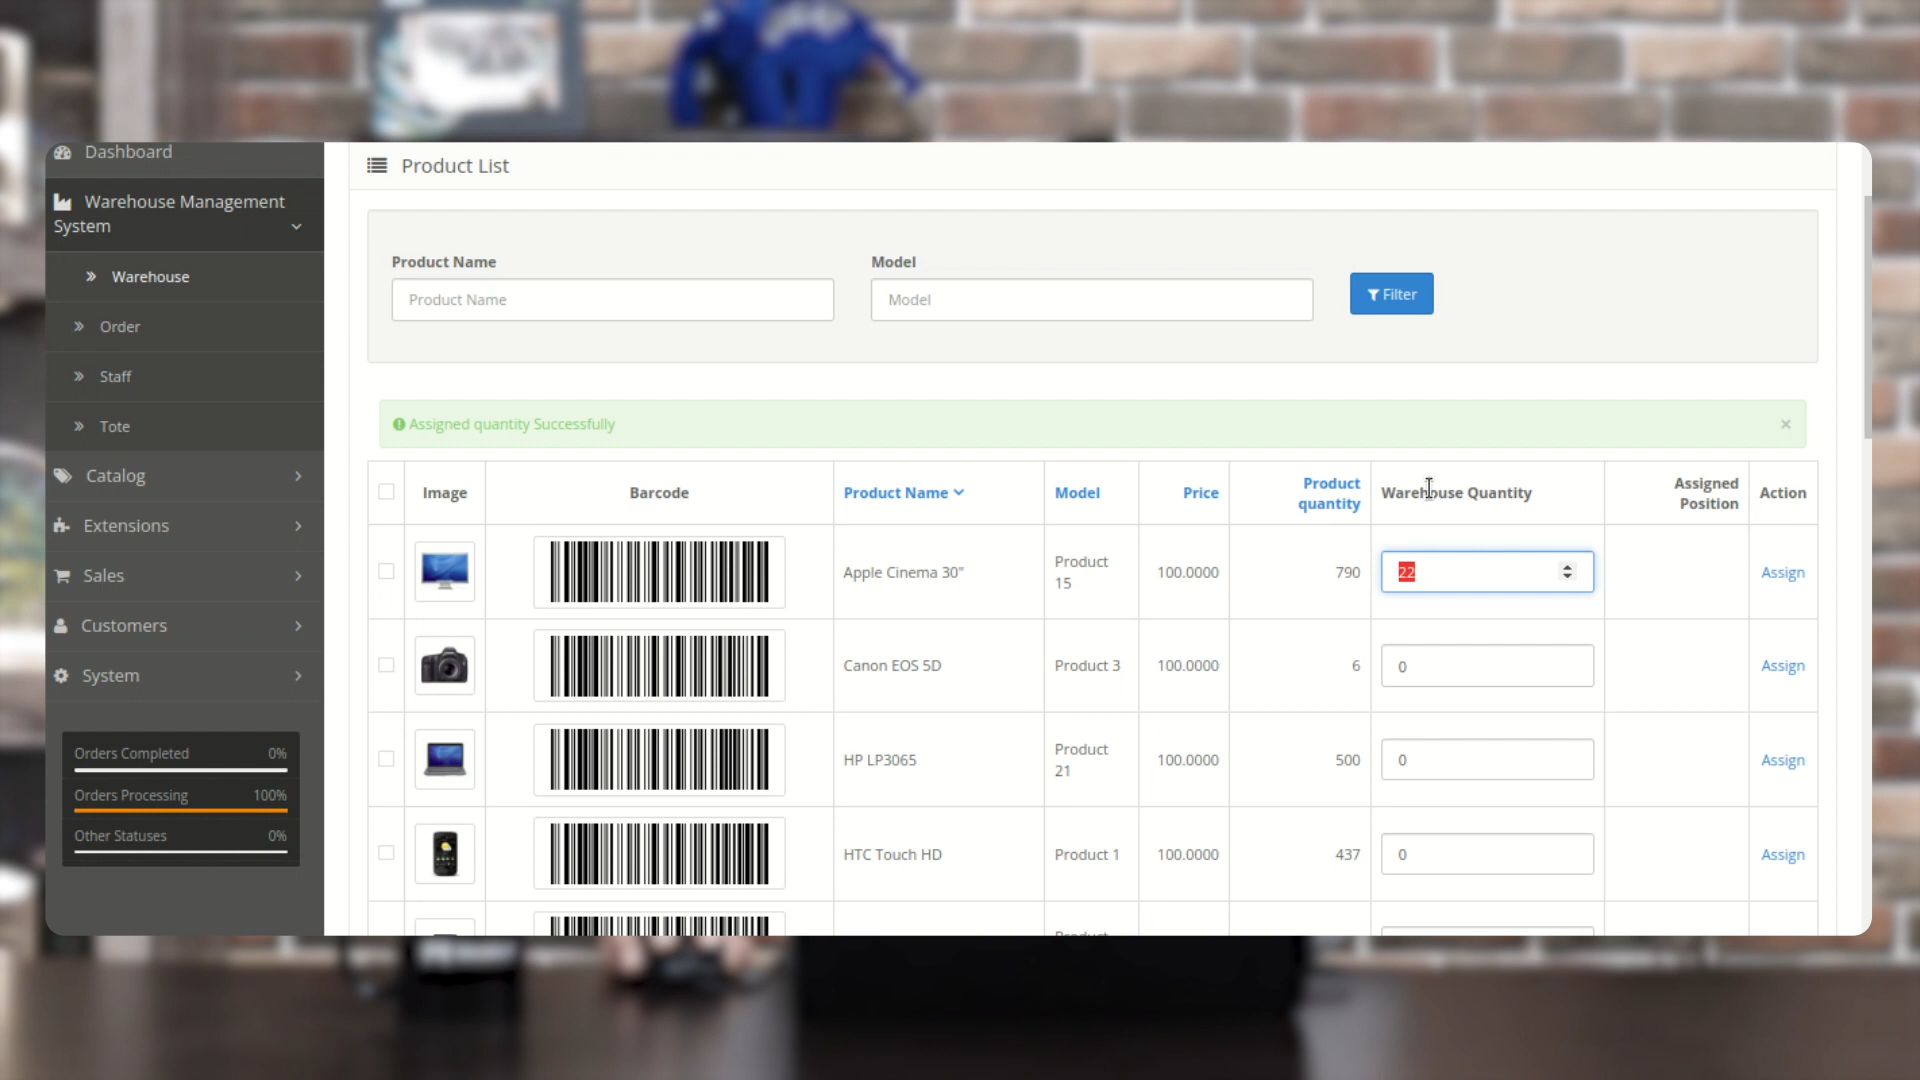 Dashboard
Warehouse Management
System
Warehouse
Order
Staff
Tote
Catalog
Extensions
Sales
Customers
System
Orders Completed 0%
Orders Processing 100%
Other Statuses 0%
Product List
Product Name Model
Product Name Model Filter
Assigned quantity Successfully ×
Image Barcode Product Name Model Price Product quantity Warehouse Quantity Assigned Position Action
Apple Cinema 30" Product 15 100.0000 790 22 Assign
Canon EOS 5D Product 3 100.0000 6 0 Assign
HP LP3065 Product 21 100.0000 500 0 Assign
HTC Touch HD Product 1 100.0000 437 0 Assign